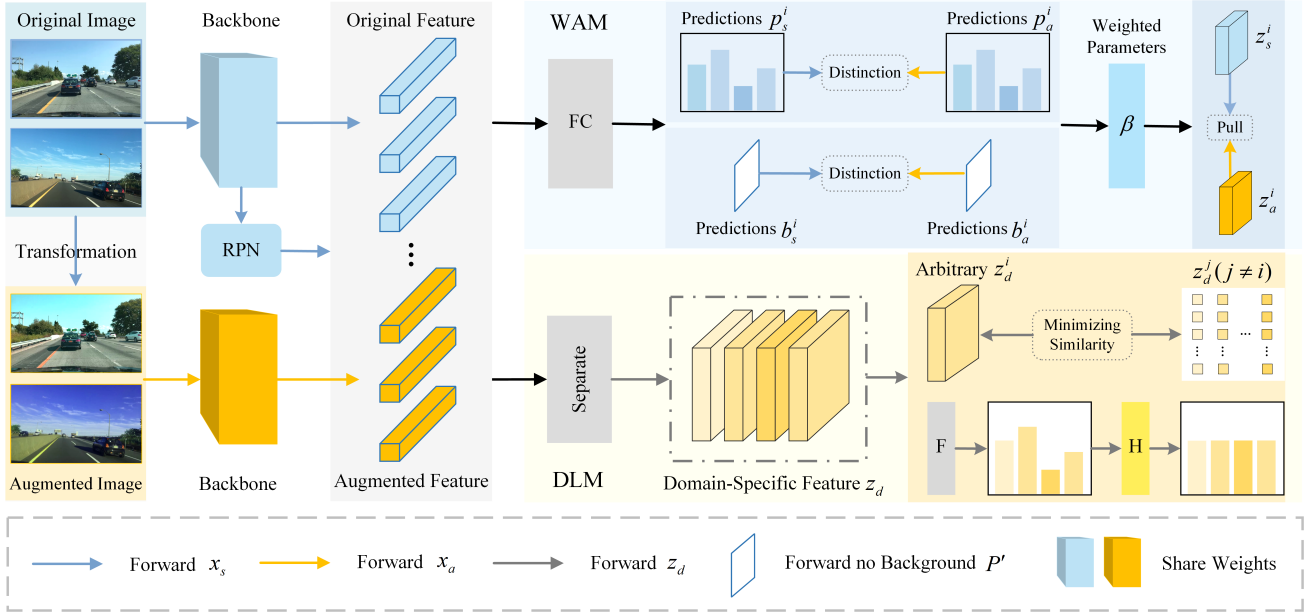 Original Image
Backbone
Original Feature
WAM
Predictions p_s^i
Predictions p_a^i
Weighted
Parameters
z_s^i
Distinction
FC
β
Pull
Distinction
z_a^i
Predictions b_s^i
Predictions b_a^i
Transformation
RPN
...
Arbitrary z_d^i
z_d^j (j ≠ i)
Minimizing
Similarity
...
Separate
F
H
Augmented Image
Backbone
Augmented Feature
DLM
Domain-Specific Feature z_d
Forward x_s
Forward x_a
Forward z_d
Forward no Background P′
Share Weights